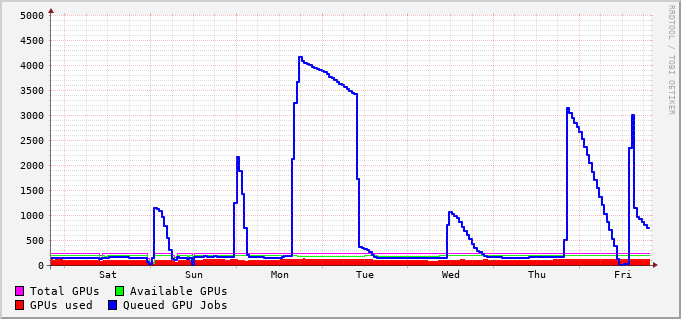 5000
4500
4000
3500
3000
2500
2000
1500
1000
500
0
Sat Sun Mon Tue Wed Thu Fri
Total GPUs Available GPUs
GPUs used Queued GPU Jobs
RRDTOOL / TOBI OETIKER